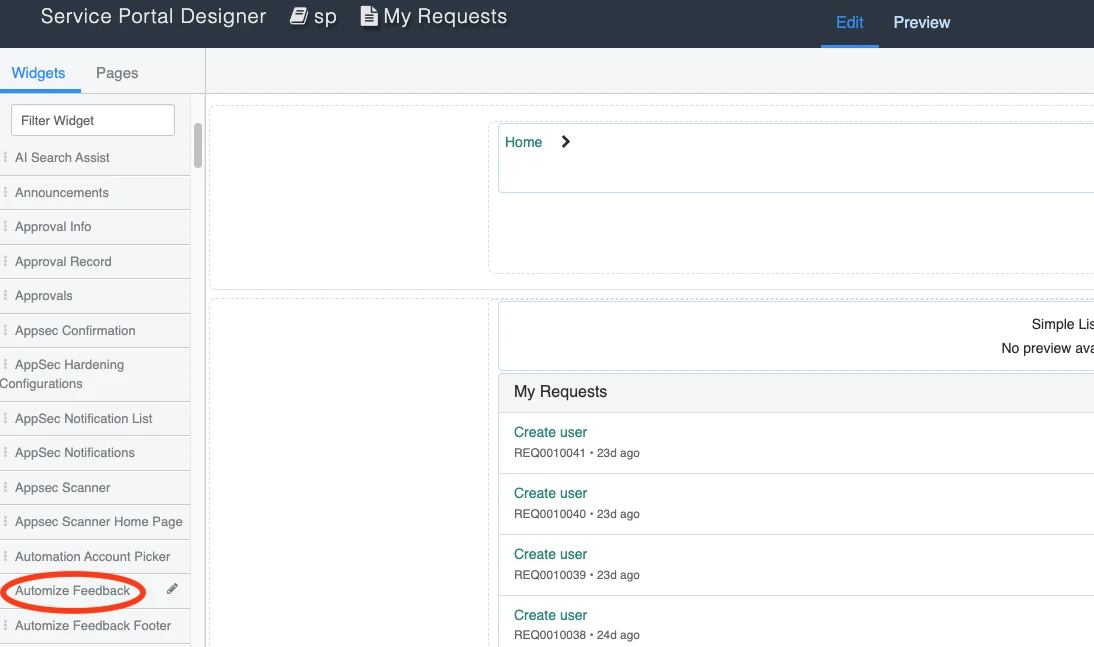 Service Portal Designer sp My Requests
Edit Preview
Widgets Pages
Filter Widget
AI Search Assist
Announcements
Approval Info
Approval Record
Approvals
Appsec Confirmation
AppSec Hardening
Configurations
AppSec Notification List
AppSec Notifications
Appsec Scanner
Appsec Scanner Home Page
Automation Account Picker
Automize Feedback
Automize Feedback Footer
Home
Simple Lis
No preview ava
My Requests
Create user
REQ0010041 • 23d ago
Create user
REQ0010040 • 23d ago
Create user
REQ0010039 • 23d ago
Create user
REQ0010038 • 24d ago